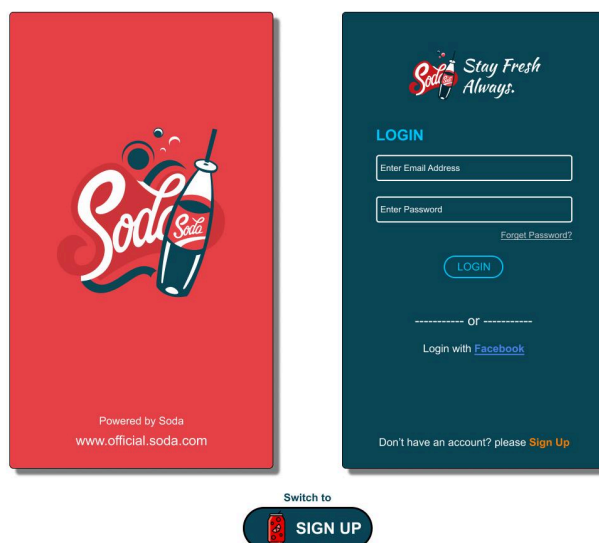 Soda
Soda
Powered by Soda
www.official.soda.com
Soda
Stay Fresh
Always.
LOGIN
Enter Email Address
Enter Password
Forget Password?
LOGIN
----------- or -----------
Login with Facebook
Don't have an account? please Sign Up
Switch to
SIGN UP